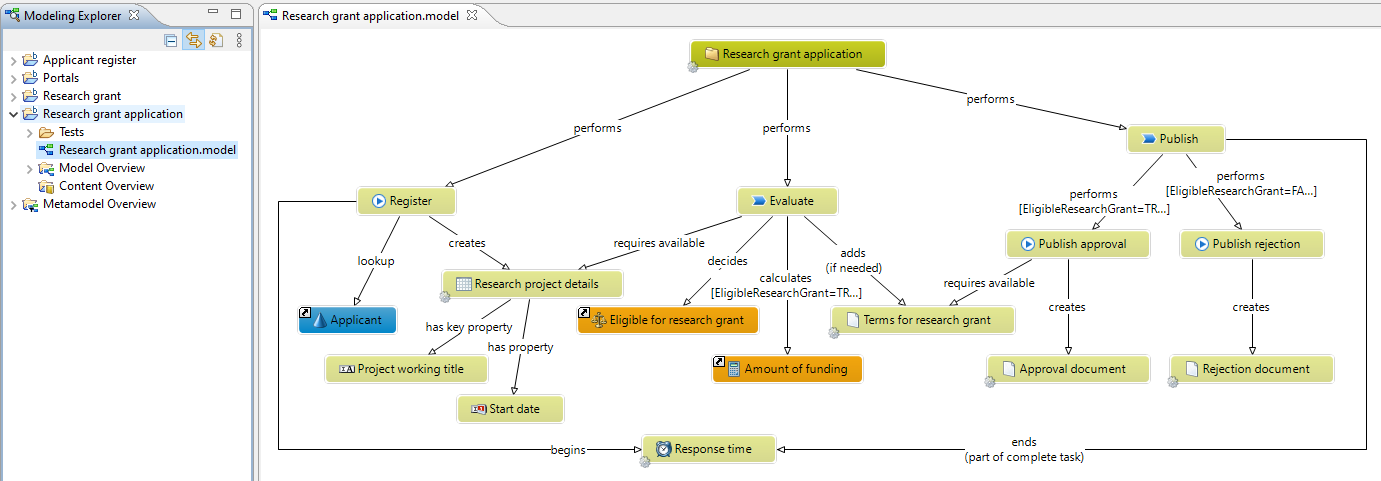 Modeling Explorer
Applicant register
Portals
Research grant
Research grant application
Tests
Research grant application.model
Model Overview
Content Overview
Metamodel Overview
Research grant application.model
Research grant application
performs
performs
performs
Publish
performs
[EligibleResearchGrant=TR...]
performs
[EligibleResearchGrant=FA...]
Register
Evaluate
Publish approval
Publish rejection
lookup
creates
requires available
decides
calculates
[EligibleResearchGrant=TR...]
adds
(if needed)
requires available
creates
creates
Research project details
Applicant
Eligible for research grant
Terms for research grant
has key property
has property
Project working title
Amount of funding
Approval document
Rejection document
Start date
begins
Response time
ends
(part of complete task)